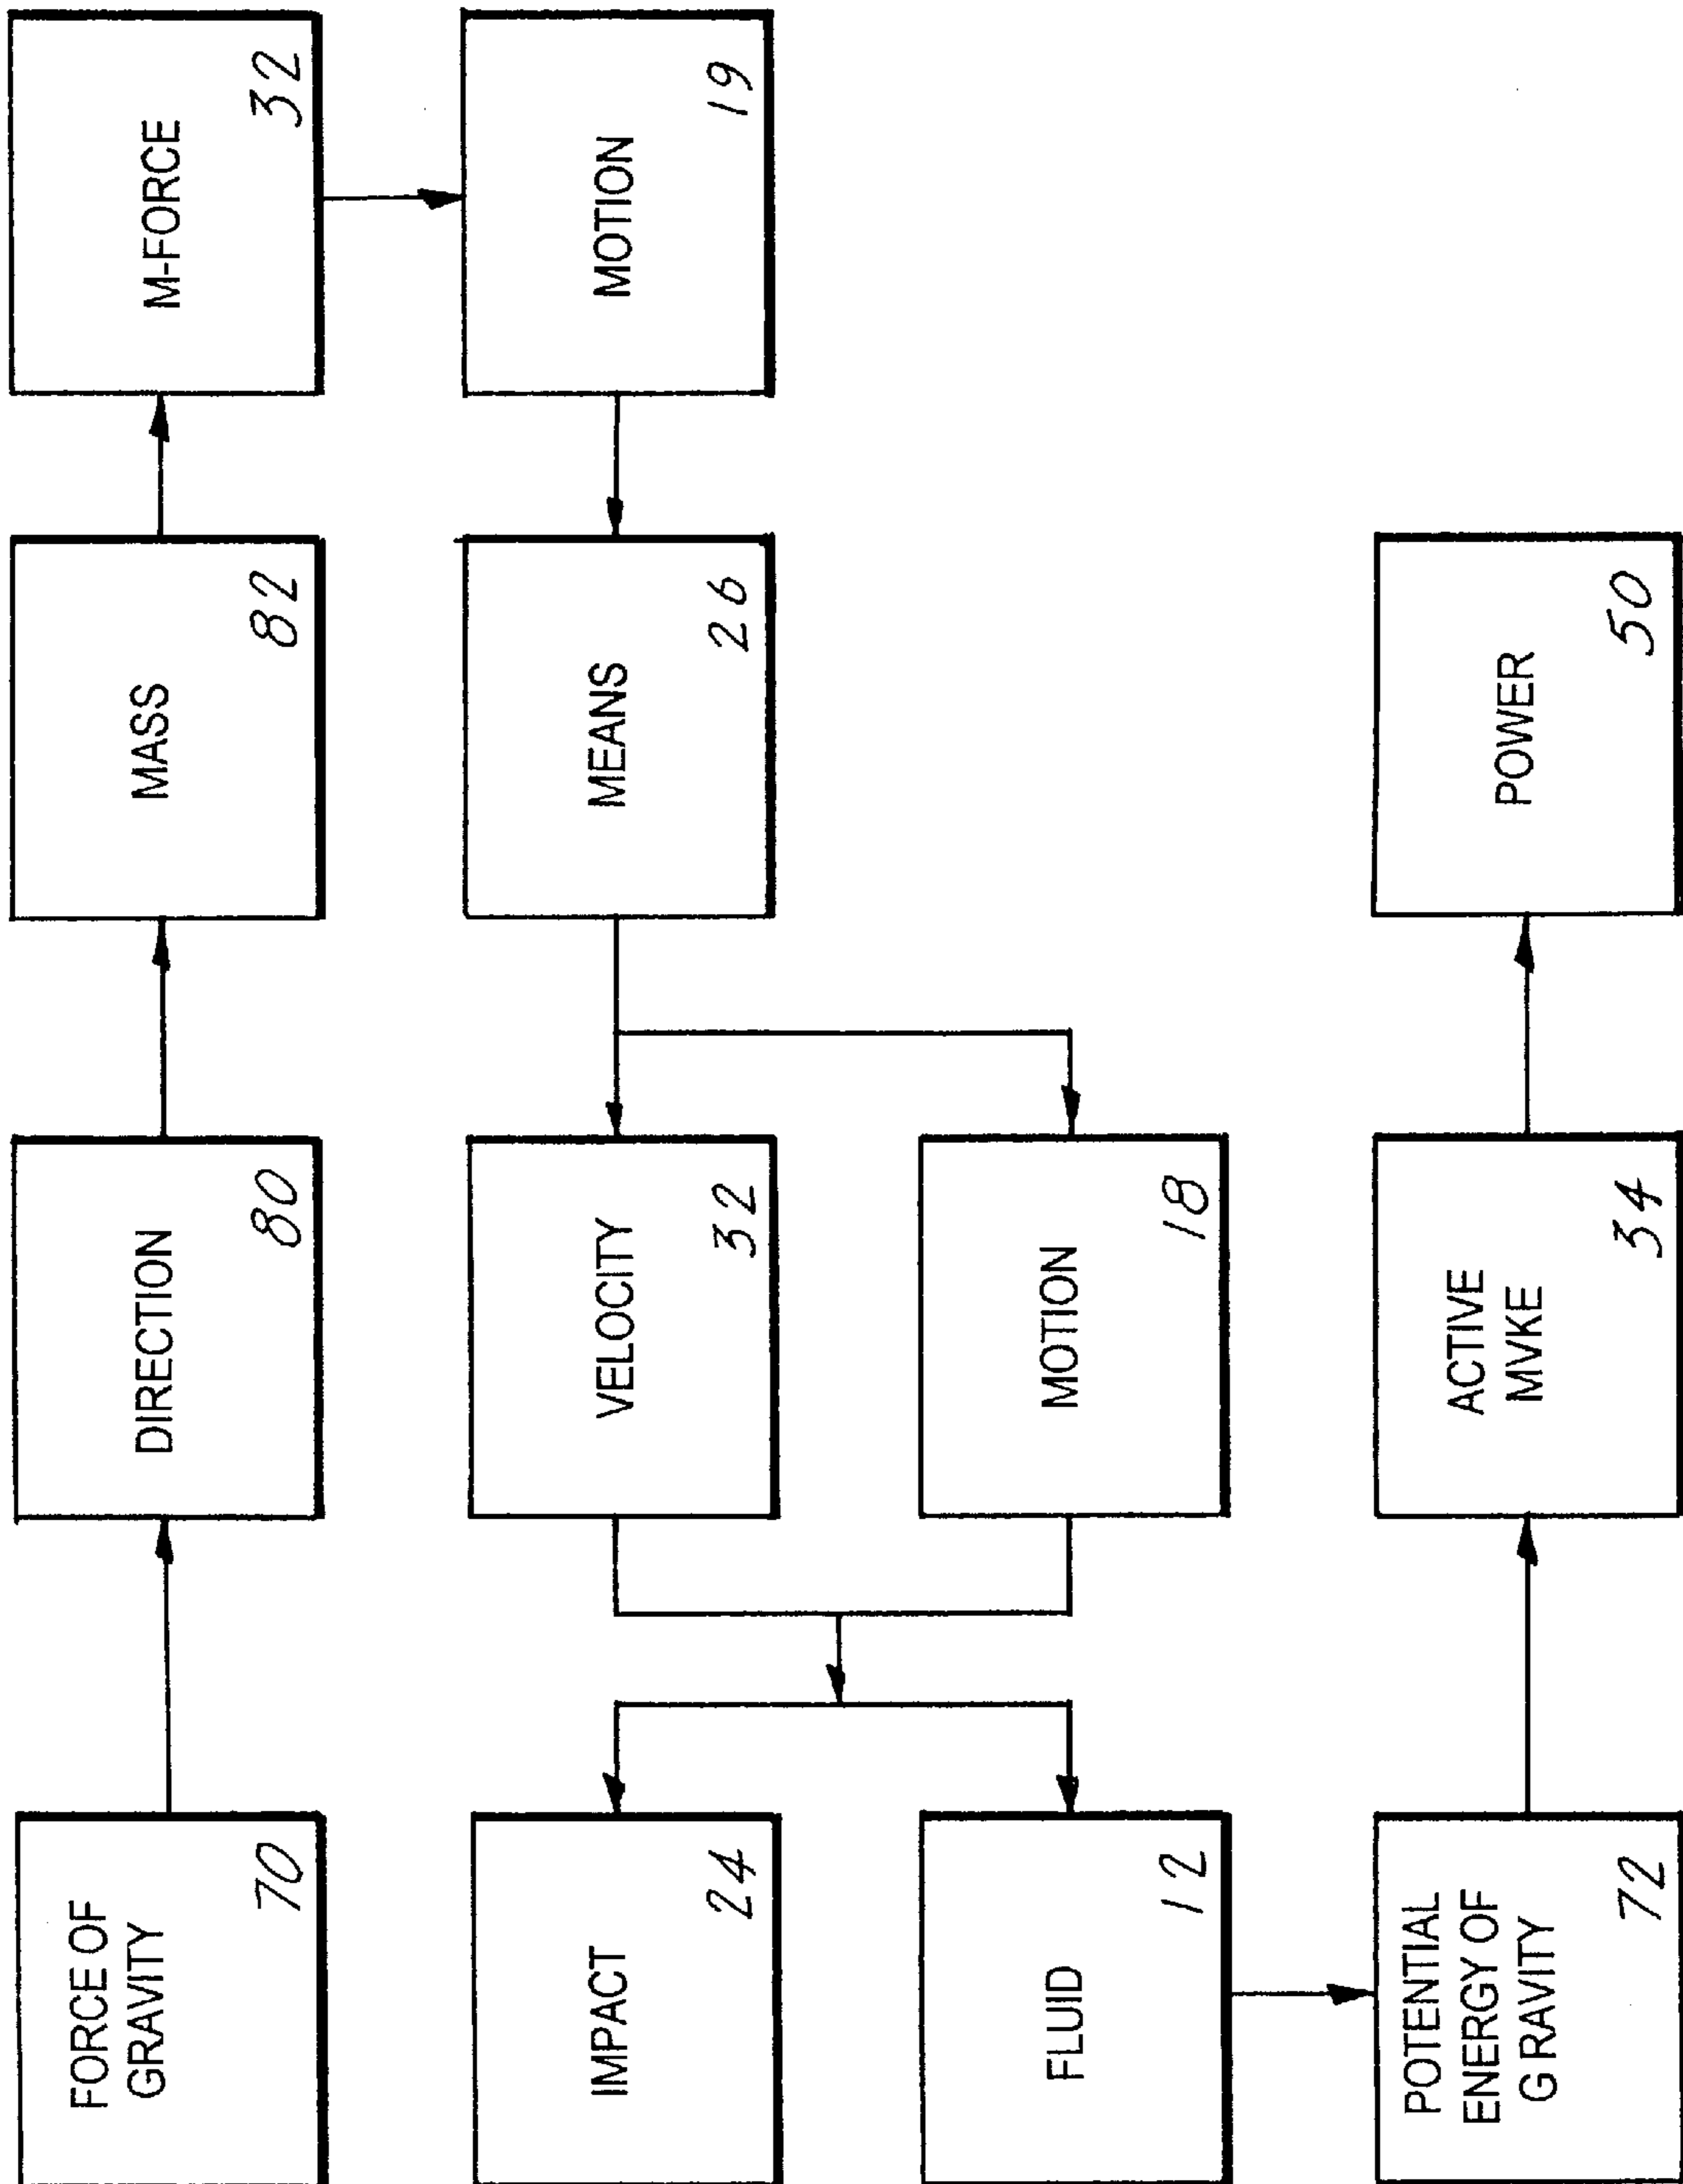 FORCE OF
GRAVITY
70
DIRECTION
80
MASS
82
M-FORCE
32
IMPACT
24
VELOCITY
32
MEANS
26
MOTION
19
FLUID
12
MOTION
18
POTENTIAL
ENERGY OF
GRAVITY
72
ACTIVE
MVKE
34
POWER
50